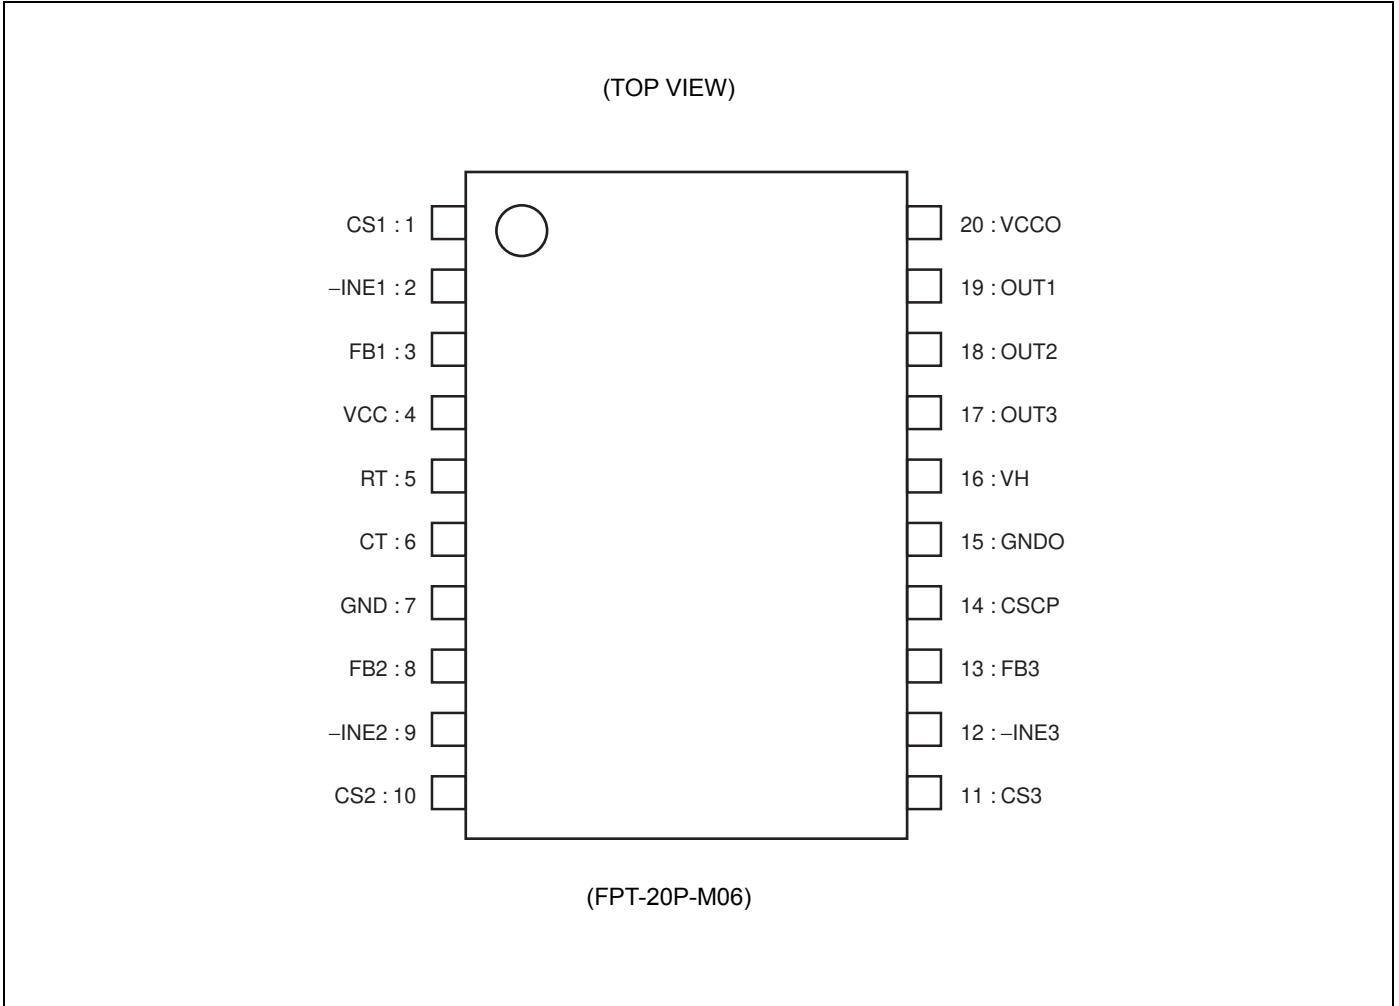 (TOP VIEW)
CS1 : 1
20 : VCCO
−INE1 : 2
19 : OUT1
FB1 : 3
18 : OUT2
VCC : 4
17 : OUT3
RT : 5
16 : VH
CT : 6
15 : GNDO
GND : 7
14 : CSCP
FB2 : 8
13 : FB3
−INE2 : 9
12 : −INE3
CS2 : 10
11 : CS3
(FPT-20P-M06)